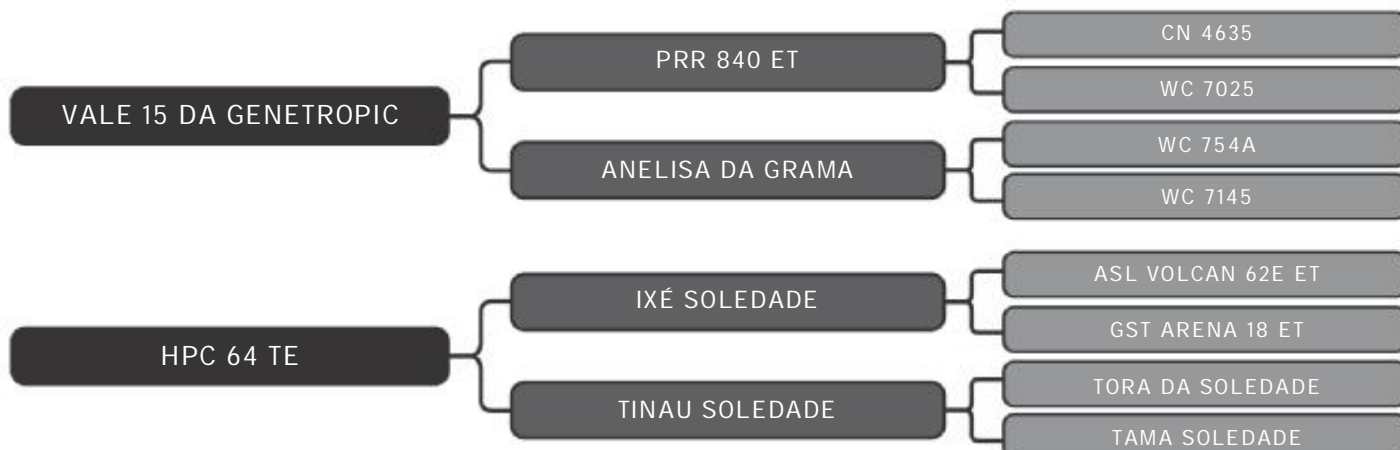 VALE 15 DA GENETROPIC
PRR 840 ET
CN 4635
WC 7025
ANELISA DA GRAMA
WC 754A
WC 7145
HPC 64 TE
IXÉ SOLEDADE
ASL VOLCAN 62E ET
GST ARENA 18 ET
TINAU SOLEDADE
TORA DA SOLEDADE
TAMA SOLEDADE